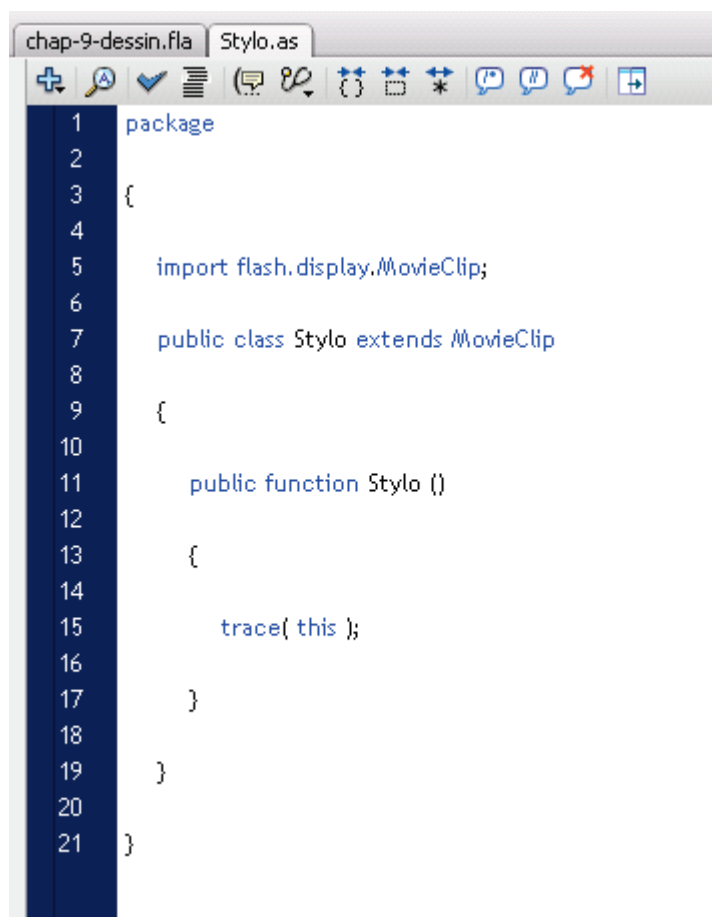 chap-9-dessin.fla Stylo.as
1 package
2
3 {
4
5 import flash.display.MovieClip;
6
7 public class Stylo extends MovieClip
8
9 {
10
11 public function Stylo ()
12
13 {
14
15 trace( this );
16
17 }
18
19 }
20
21 }